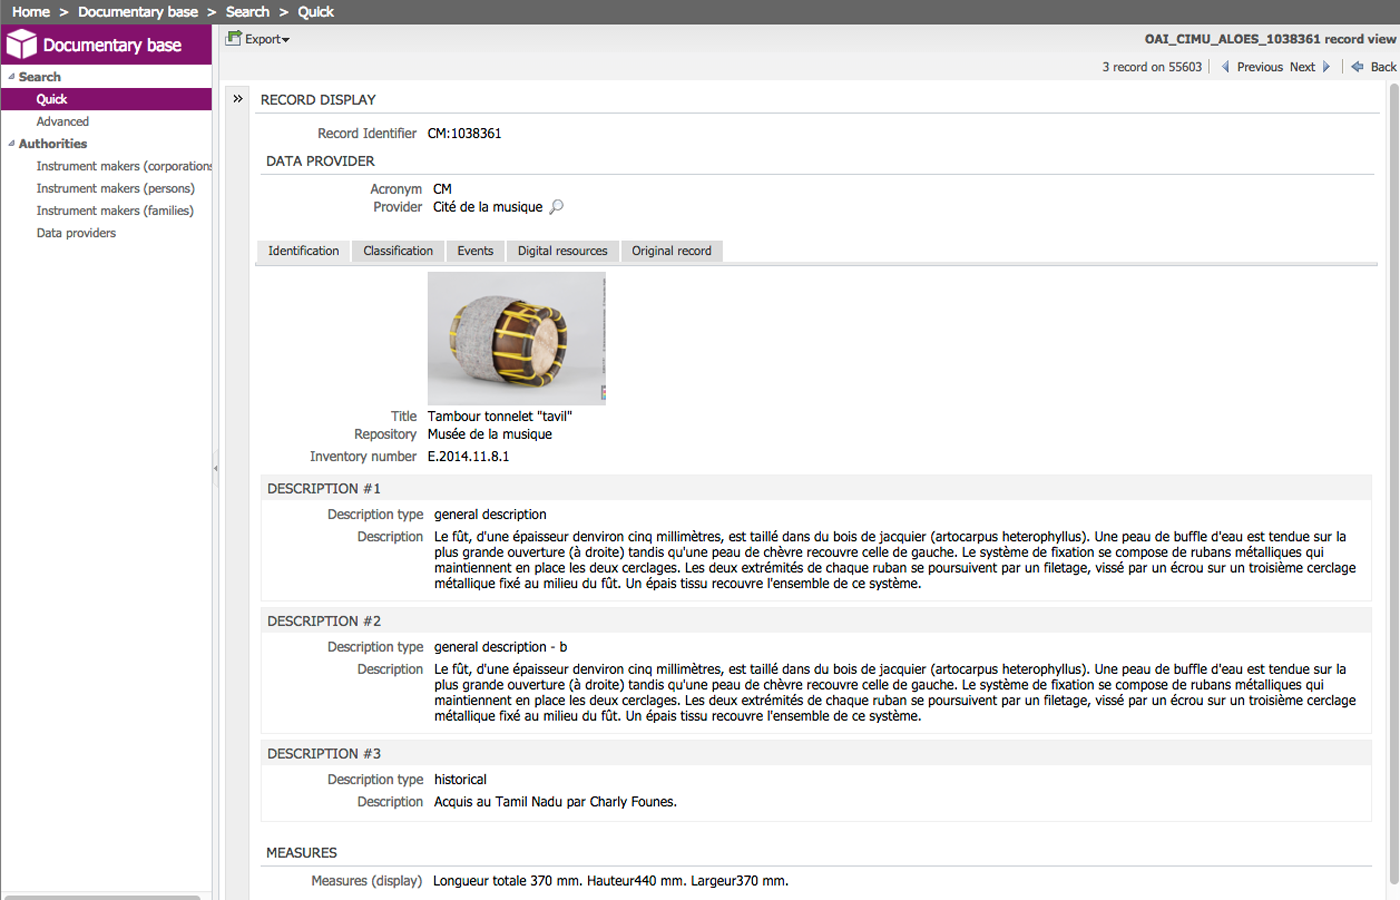 Home > Documentary base > Search > Quick
Documentary base
Search
Quick
Advanced
Authorities
Instrument makers (corporations
Instrument makers (persons)
Instrument makers (families)
Data providers
Export
OAI_CIMU_ALOES_1038361 record view
3 record on 55603 Previous Next Back
»
RECORD DISPLAY
Record Identifier CM:1038361
DATA PROVIDER
Acronym CM
Provider Cité de la musique
Identification Classification Events Digital resources Original record
Title Tambour tonnelet "tavil"
Repository Musée de la musique
Inventory number E.2014.11.8.1
DESCRIPTION #1
Description type general description
Description Le fût, d'une épaisseur denviron cinq millimètres, est taillé dans du bois de jacquier (artocarpus heterophyllus). Une peau de buffle d'eau est tendue sur la
plus grande ouverture (à droite) tandis qu'une peau de chèvre recouvre celle de gauche. Le système de fixation se compose de rubans métalliques qui
maintiennent en place les deux cerclages. Les deux extrémités de chaque ruban se poursuivent par un filetage, vissé par un écrou sur un troisième cerclage
métallique fixé au milieu du fût. Un épais tissu recouvre l'ensemble de ce système.
DESCRIPTION #2
Description type general description - b
Description Le fût, d'une épaisseur denviron cinq millimètres, est taillé dans du bois de jacquier (artocarpus heterophyllus). Une peau de buffle d'eau est tendue sur la
plus grande ouverture (à droite) tandis qu'une peau de chèvre recouvre celle de gauche. Le système de fixation se compose de rubans métalliques qui
maintiennent en place les deux cerclages. Les deux extrémités de chaque ruban se poursuivent par un filetage, vissé par un écrou sur un troisième cerclage
métallique fixé au milieu du fût. Un épais tissu recouvre l'ensemble de ce système.
DESCRIPTION #3
Description type historical
Description Acquis au Tamil Nadu par Charly Founes.
MEASURES
Measures (display) Longueur totale 370 mm. Hauteur440 mm. Largeur370 mm.